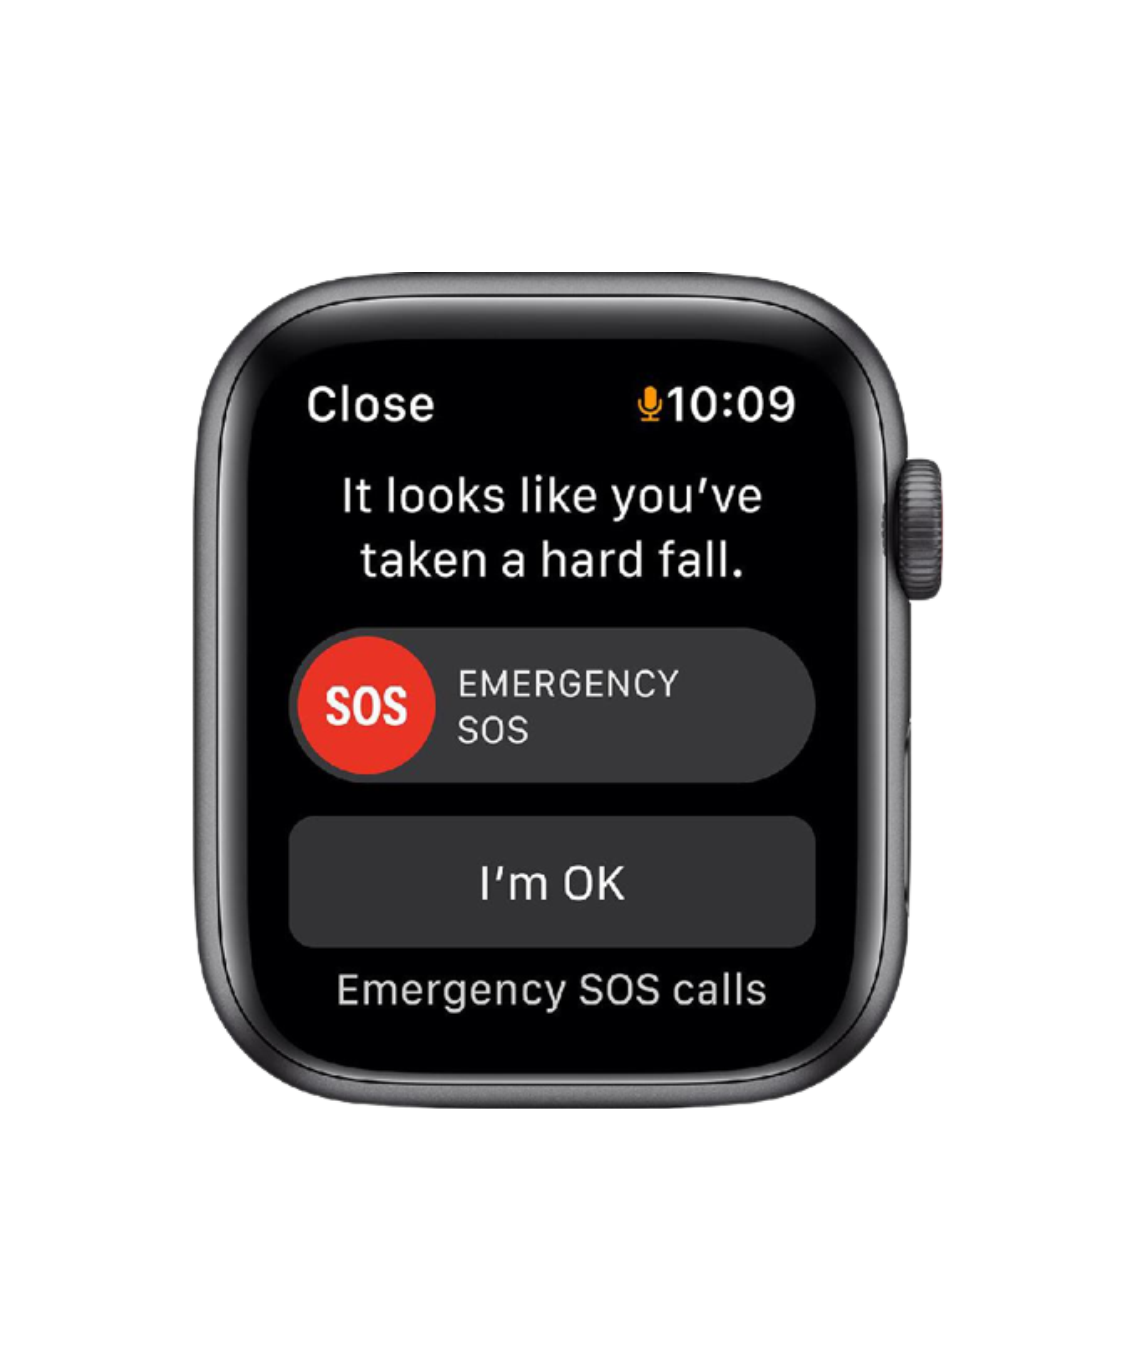 Close 10:09
It looks like you’ve
taken a hard fall.
SOS
EMERGENCY
SOS
I’m OK
Emergency SOS calls